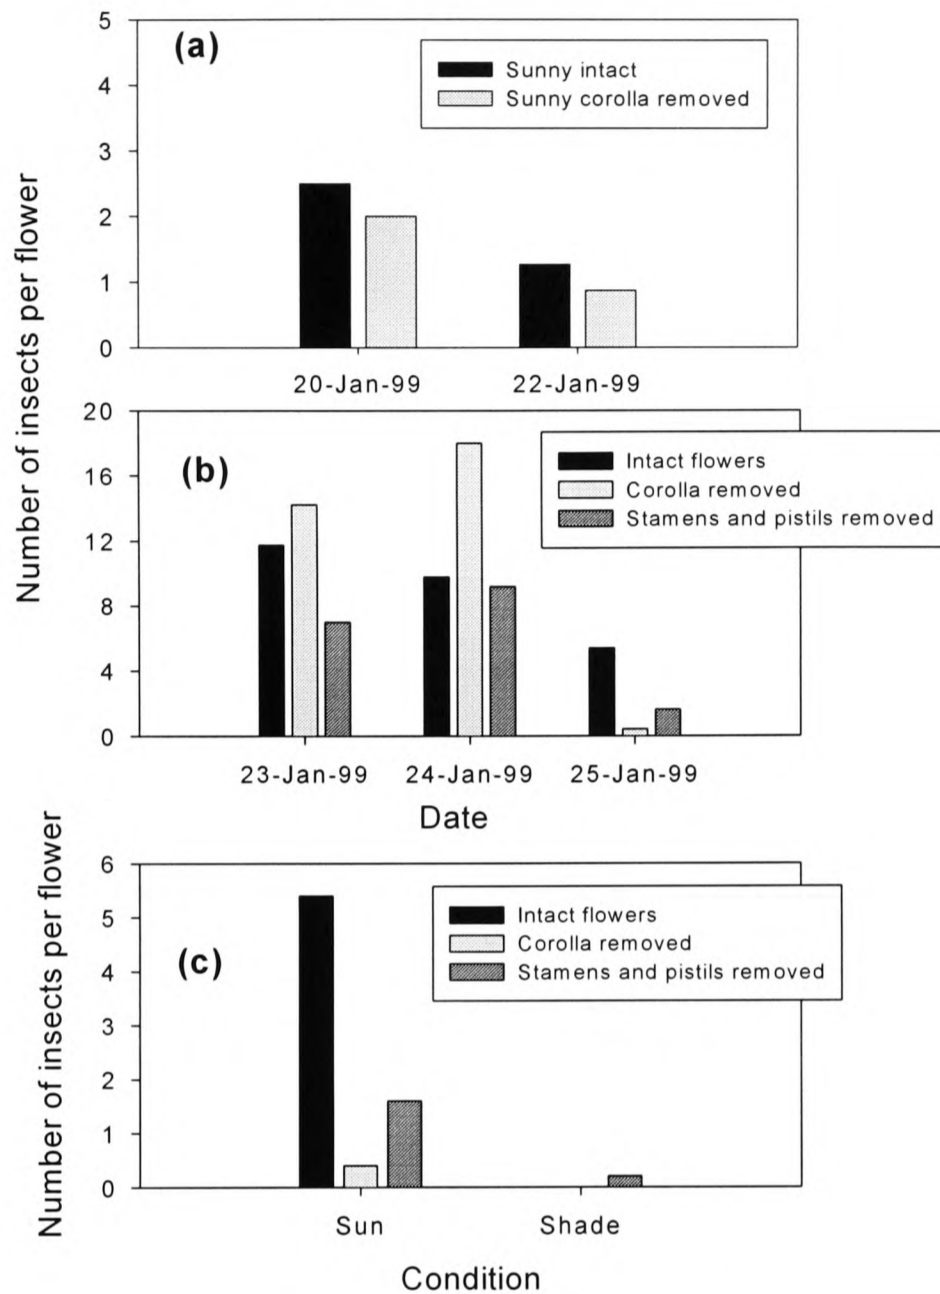 (a)
Sunny intact
Sunny corolla removed
5
4
3
2
1
0
20-Jan-99 22-Jan-99
Number of insects per flower
(b)
Intact flowers
Corolla removed
Stamens and pistils removed
20
16
12
8
4
0
23-Jan-99 24-Jan-99 25-Jan-99
Date
Number of insects per flower
(c)
Intact flowers
Corolla removed
Stamens and pistils removed
6
5
4
3
2
1
0
Sun Shade
Condition